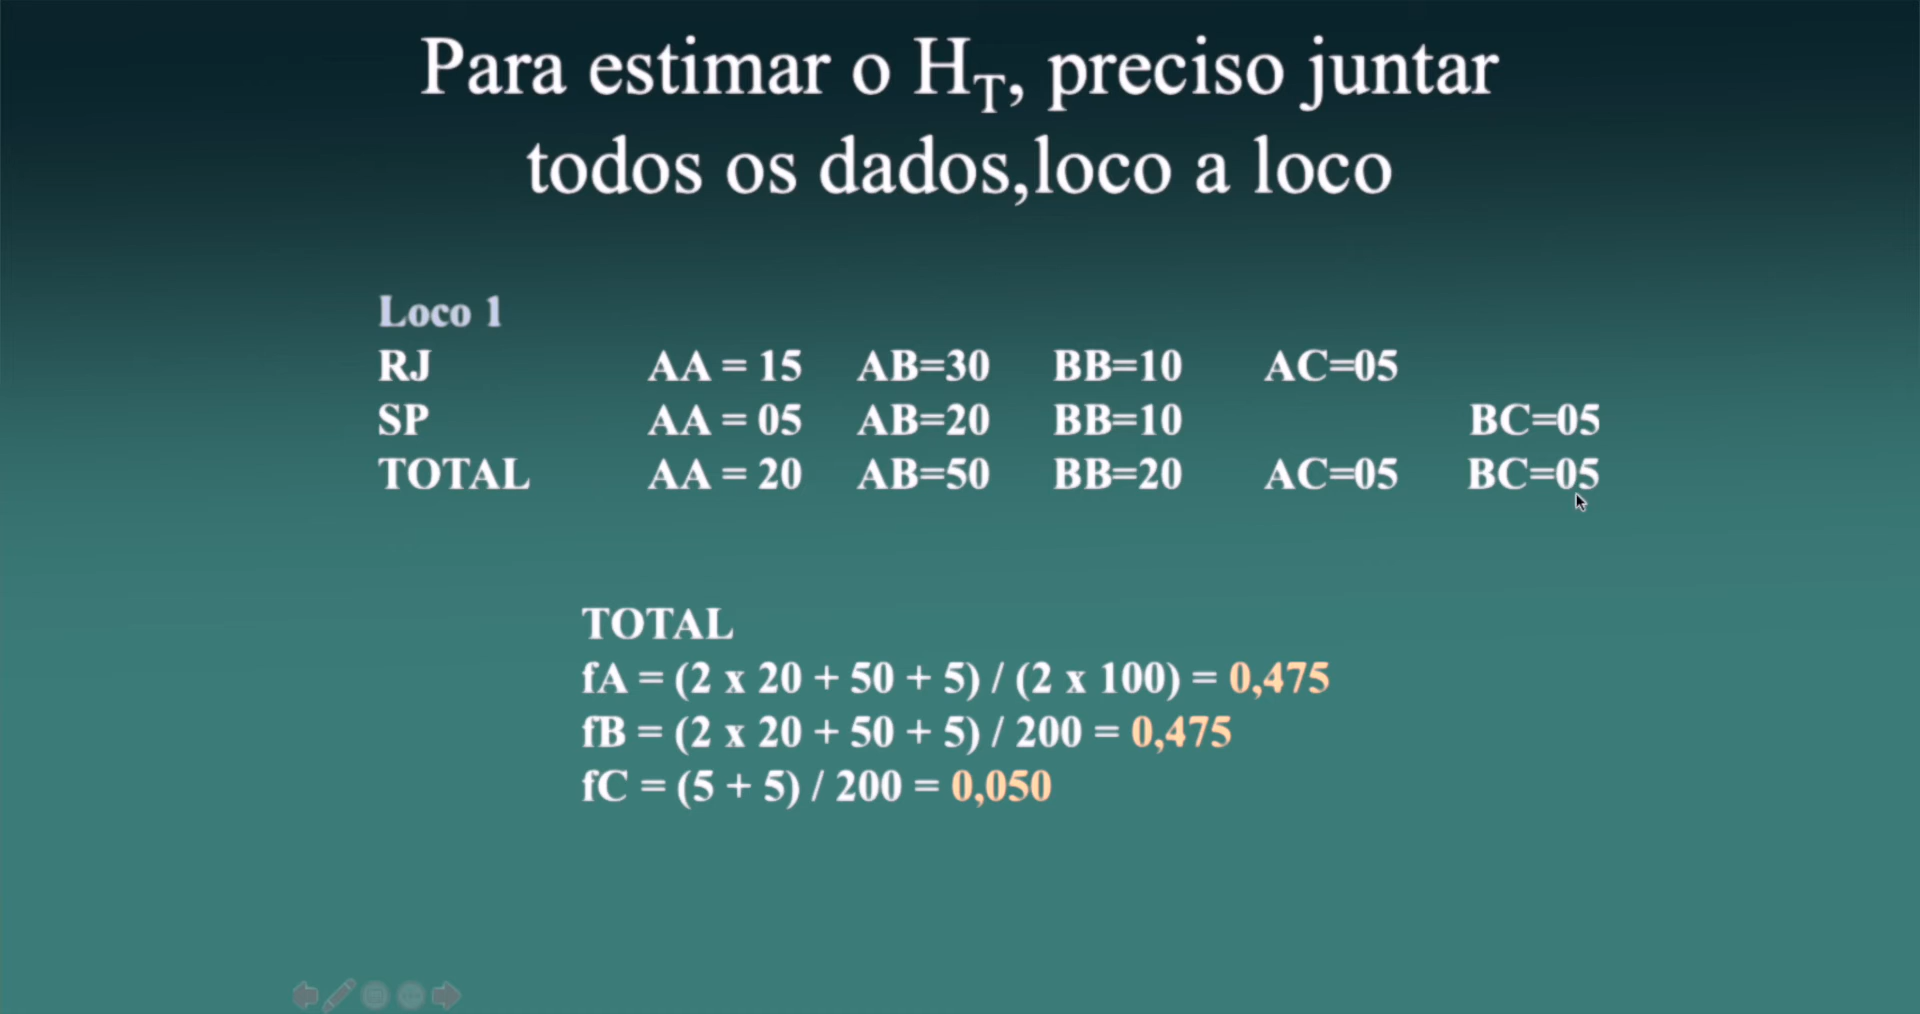 Para estimar o H_T, preciso juntar
todos os dados,loco a loco
Loco 1
RJ AA = 15 AB=30 BB=10 AC=05
SP AA = 05 AB=20 BB=10 BC=05
TOTAL AA = 20 AB=50 BB=20 AC=05 BC=05
TOTAL
fA = (2 x 20 + 50 + 5) / (2 x 100) = 0,475
fB = (2 x 20 + 50 + 5) / 200 = 0,475
fC = (5 + 5) / 200 = 0,050